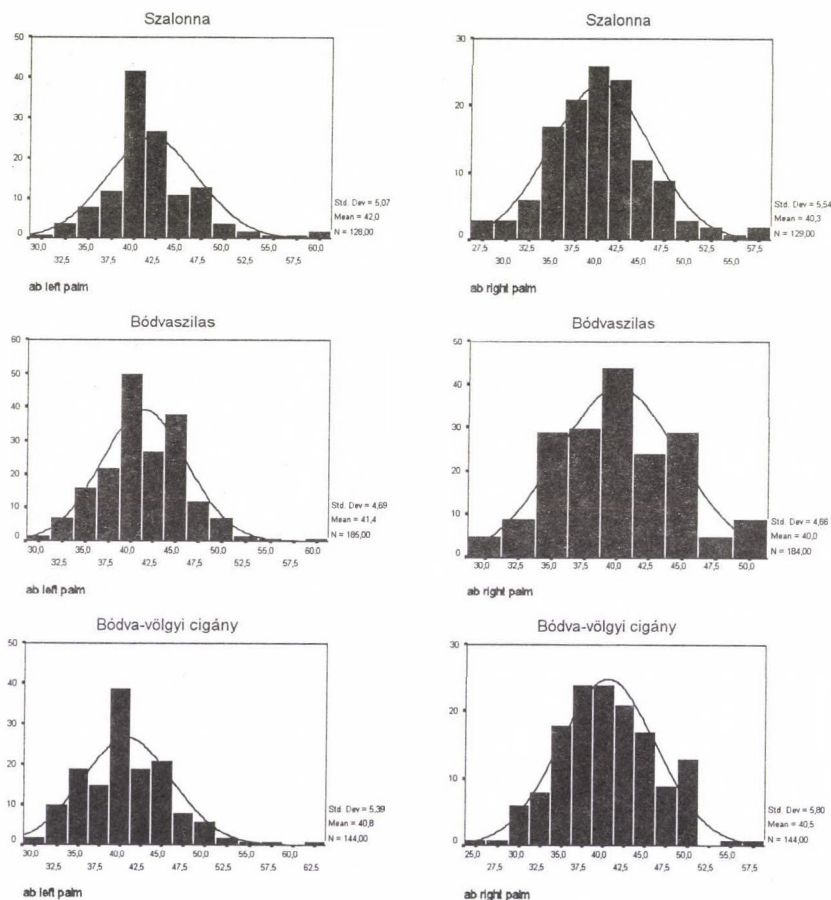 Szalonna
50
40
30
20
10
0
30,0 35,0 40,0 45,0 50,0 55,0 60,0
32,5 37,5 42,5 47,5 52,5 57,5
Std. Dev = 5,07
Mean = 42,0
N = 128,00
ab left palm
Szalonna
30
20
10
0
27,5 32,5 37,5 42,5 47,5 52,5 57,5
30,0 35,0 40,0 45,0 50,0 55,0
Std. Dev = 5,54
Mean = 40,3
N = 129,00
ab right palm
Bódvaszilas
60
50
40
30
20
10
0
30,0 35,0 40,0 45,0 50,0 55,0 60,0
32,5 37,5 42,5 47,5 52,5 57,5
Std. Dev = 4,69
Mean = 41,4
N = 185,00
ab left palm
Bódvaszilas
50
40
30
20
10
0
30,0 32,5 35,0 37,5 40,0 42,5 45,0 47,5 50,0
Std. Dev = 4,66
Mean = 40,0
N = 184,00
ab right palm
Bódva-völgyi cigány
50
40
30
20
10
0
30,0 35,0 40,0 45,0 50,0 55,0 60,0
32,5 37,5 42,5 47,5 52,5 57,5 62,5
Std. Dev = 5,39
Mean = 40,8
N = 144,00
ab left palm
Bódva-völgyi cigány
30
20
10
0
25,0 30,0 35,0 40,0 45,0 50,0 55,0
27,5 32,5 37,5 42,5 47,5 52,5 57,5
Std. Dev = 5,80
Mean = 40,5
N = 144,00
ab right palm